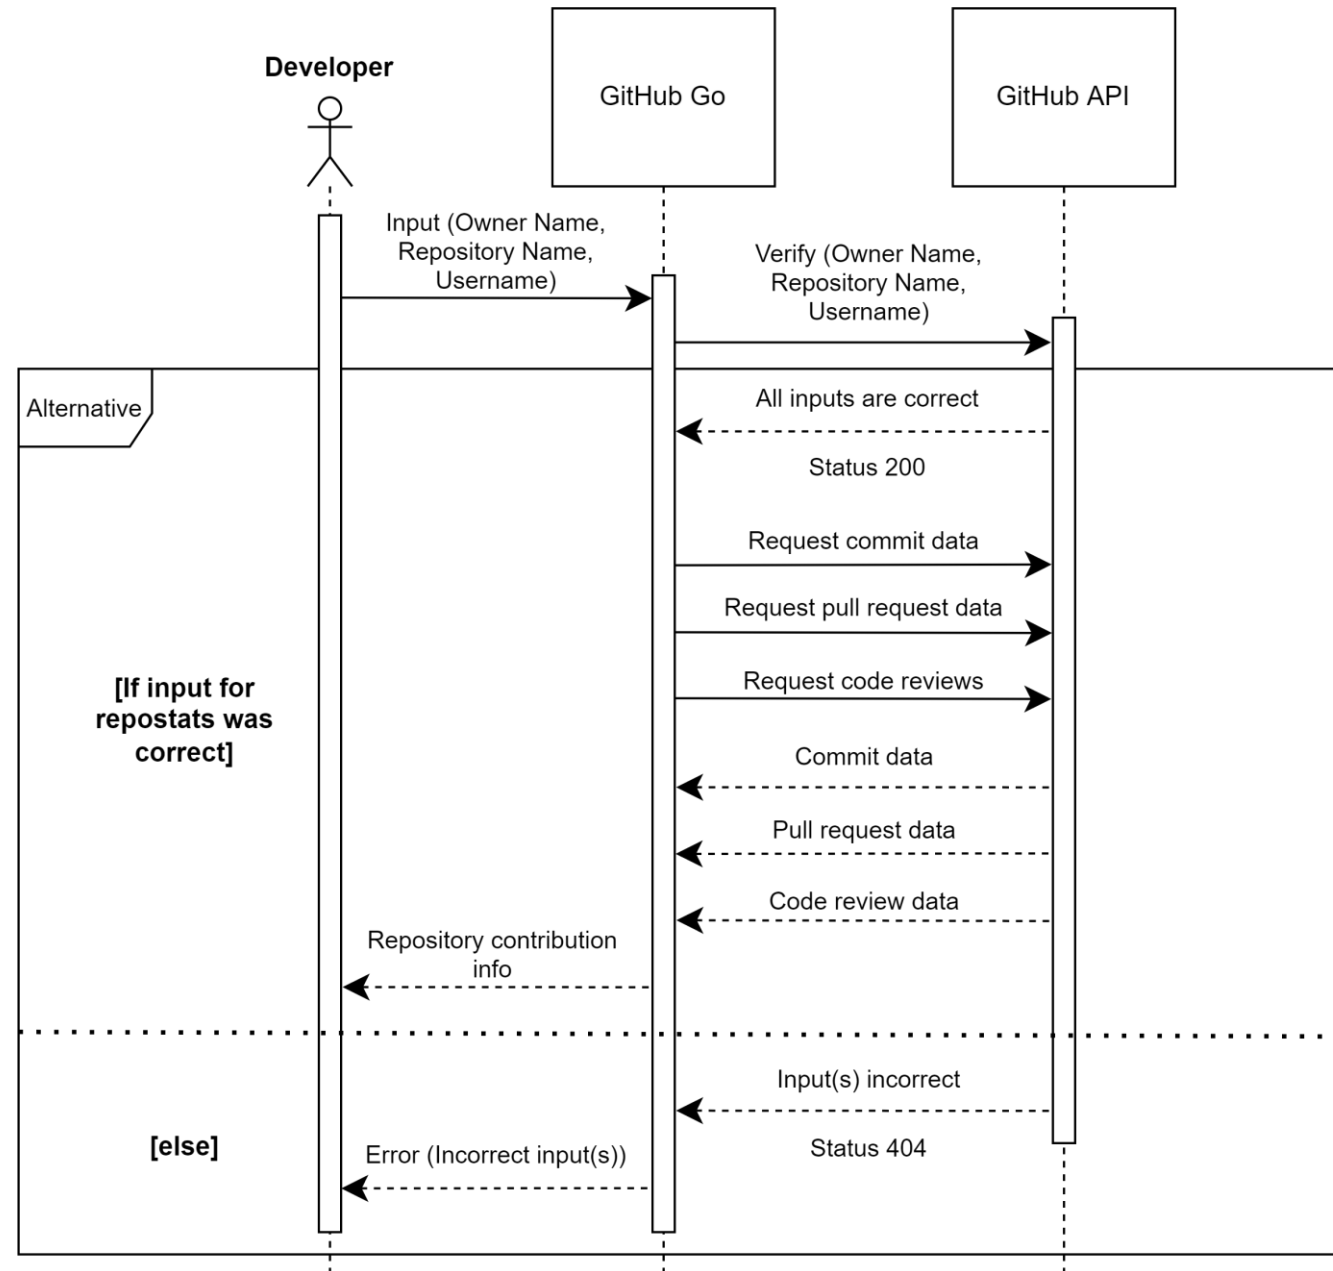 Developer
GitHub Go
GitHub API
Input (Owner Name,
Repository Name,
Username)
Verify (Owner Name,
Repository Name,
Username)
Alternative
All inputs are correct
Status 200
Request commit data
Request pull request data
Request code reviews
[If input for
repostats was
correct]
Commit data
Pull request data
Code review data
Repository contribution
info
Input(s) incorrect
Status 404
[else]
Error (Incorrect input(s))